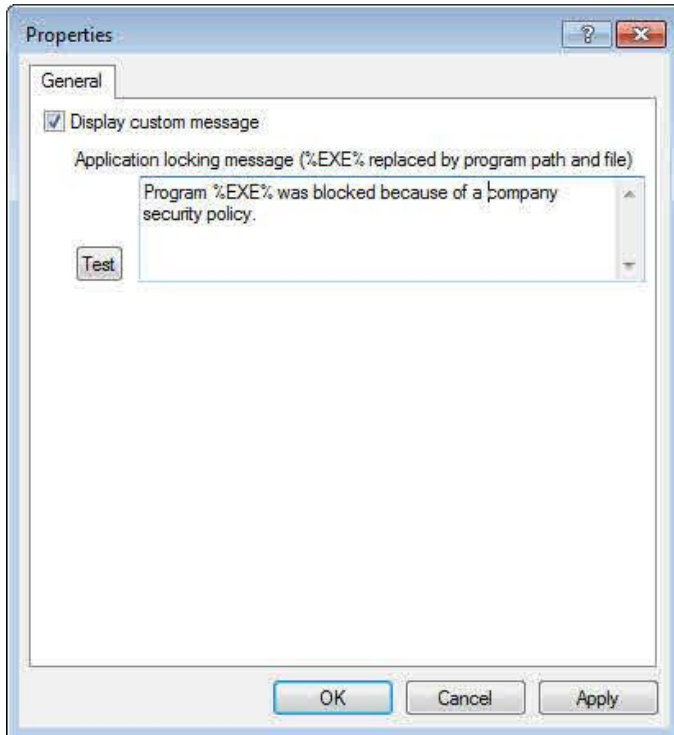 Properties
?
General
Display custom message
Application locking message (%EXE% replaced by program path and file)
Program %EXE% was blocked because of a company
security policy.
Test
OK Cancel Apply